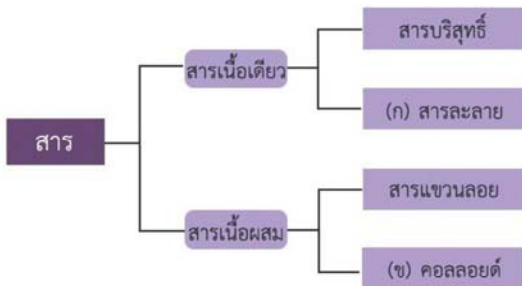 สารบริสุทธิ์
สารเนื้อเดียว
(ก) สารละลาย
สาร
สารแขวนลอย
สารเนื้อผสม
(ข) คอลลอยด์